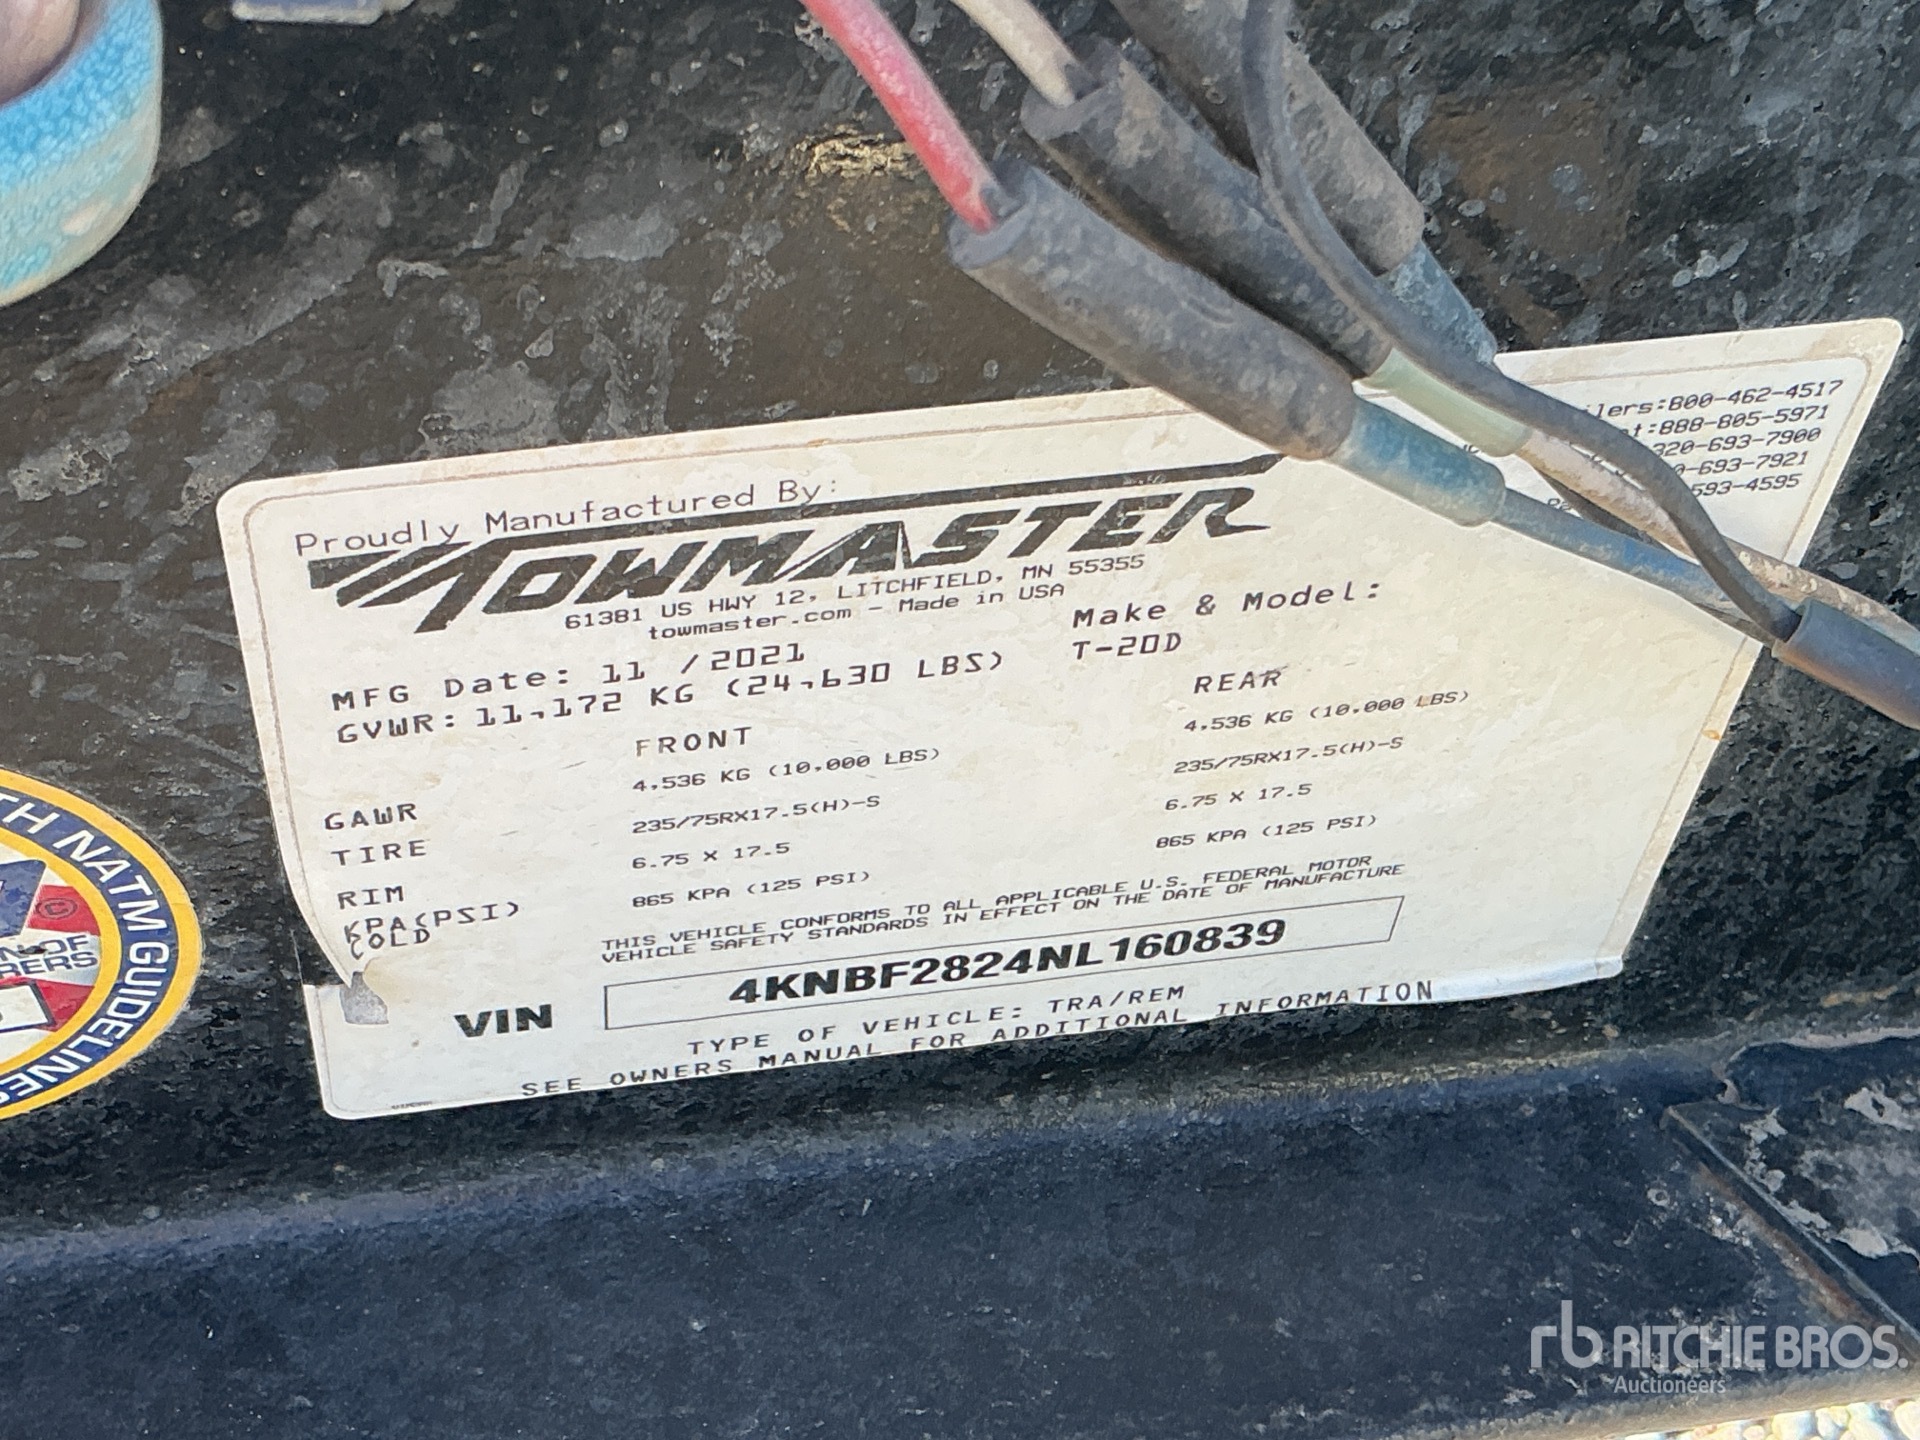 Proudly Manufactured By:
TOWMASTER
61381 US HWY 12, LITCHFIELD, MN 55355
towmaster.com - Made in USA
:800-462-4517
:888-805-5971
320-693-7900
-693-7921
593-4595
MFG Date: 11 /2021
GVWR: 11,172 KG (24,630 LBS)
Make & Model:
T-20D
FRONT REAR
GAWR 4,536 KG (10,000 LBS) 4,536 KG (10,000 LBS)
TIRE 235/75RX17.5(H)-S 235/75RX17.5(H)-S
RIM 6.75 X 17.5 6.75 X 17.5
KPA(PSI) 865 KPA (125 PSI) 865 KPA (125 PSI)
COLD
THIS VEHICLE CONFORMS TO ALL APPLICABLE U.S. FEDERAL MOTOR
VEHICLE SAFETY STANDARDS IN EFFECT ON THE DATE OF MANUFACTURE
VIN 4KNBF2824NL160839
TYPE OF VEHICLE: TRA/REM
SEE OWNERS MANUAL FOR ADDITIONAL INFORMATION
TH NATM GUIDELINES
©
N OF
RERS
rb RITCHIE BROS.
Auctioneers